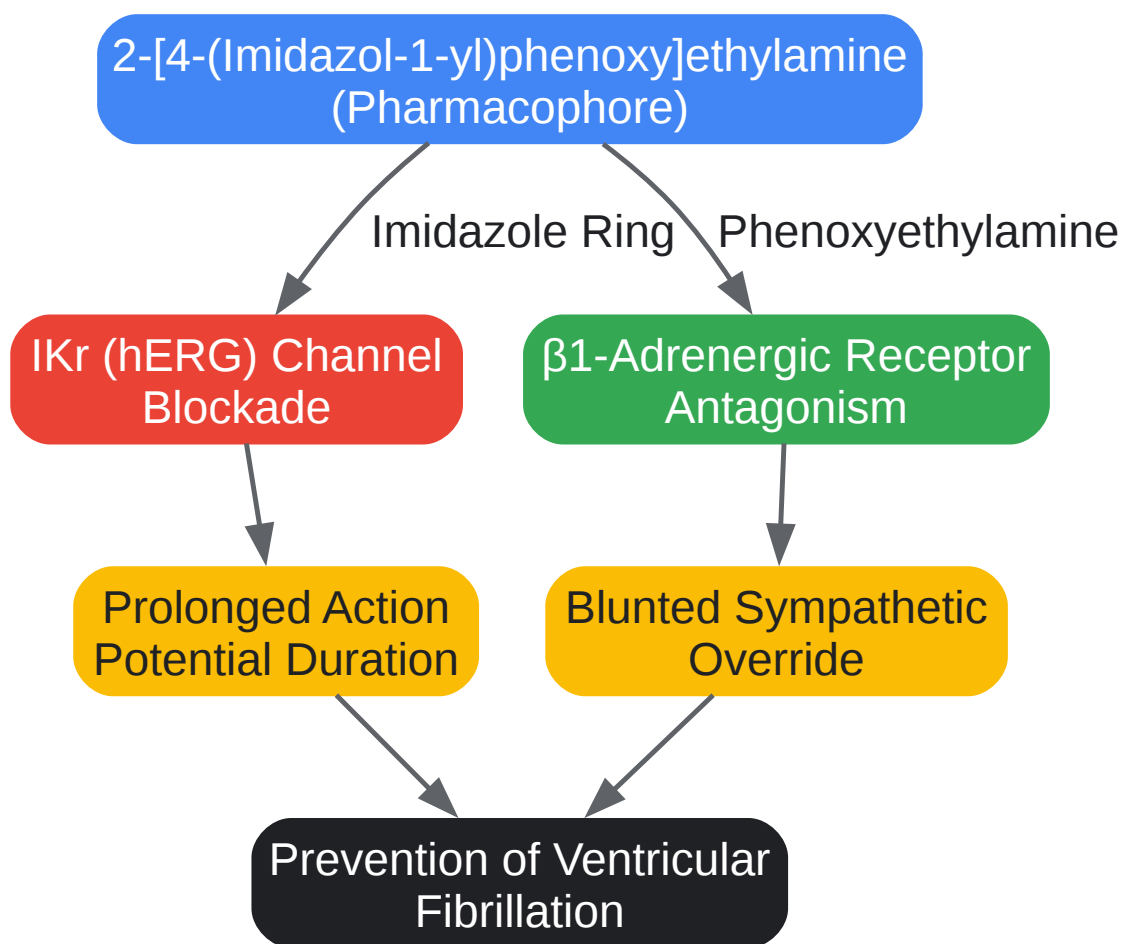 2-[4-(Imidazol-1-yl)phenoxy]ethylamine
(Pharmacophore)
Imidazole Ring
Phenoxyethylamine
IKr (hERG) Channel
Blockade
β1-Adrenergic Receptor
Antagonism
Prolonged Action
Potential Duration
Blunted Sympathetic
Override
Prevention of Ventricular
Fibrillation